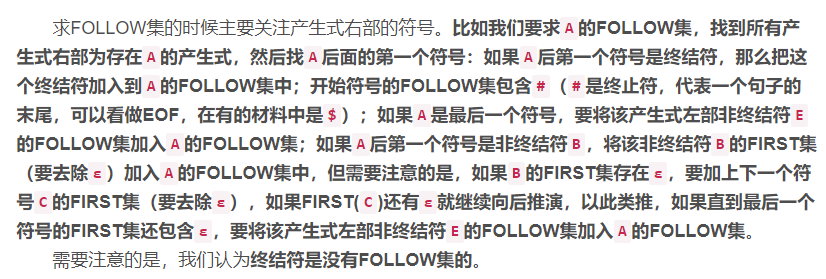 求FOLLOW集的时候主要关注产生式右部的符号。比如我们要求 A 的FOLLOW集，找到所有产
生式右部为存在 A 的产生式，然后找 A 后面的第一个符号：如果 A 后第一个符号是终结符，那么把这
个终结符加入到 A 的FOLLOW集中；开始符号的FOLLOW集包含 # （ # 是终止符，代表一个句子的
末尾，可以看做EOF，在有的材料中是 $ ）；如果 A 是最后一个符号，要将该产生式左部非终结符 E
的FOLLOW集加入 A 的FOLLOW集；如果 A 后第一个符号是非终结符 B ，将该非终结符 B 的FIRST集
（要去除 ε ）加入 A 的FOLLOW集中，但需要注意的是，如果 B 的FIRST集存在 ε ，要加上下一个符
号 C 的FIRST集（要去除 ε ），如果FIRST( C )还有 ε 就继续向后推演，以此类推，如果直到最后一个
符号的FIRST集还包含 ε ，要将该产生式左部非终结符 E 的FOLLOW集加入 A 的FOLLOW集。
需要注意的是，我们认为终结符是没有FOLLOW集的。